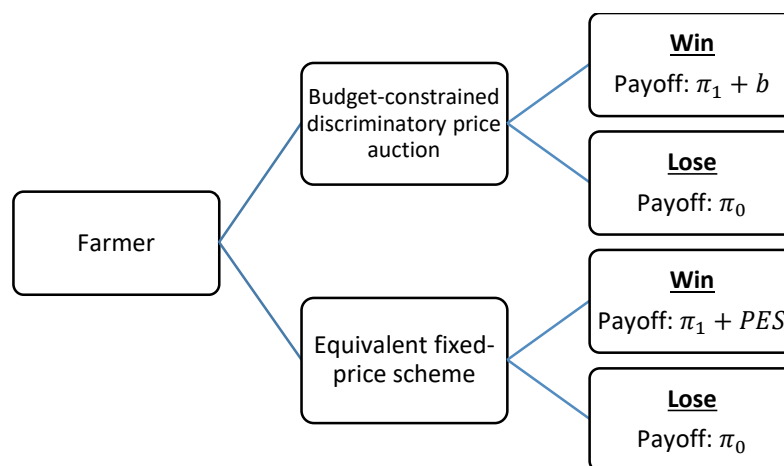 Farmer
Budget-constrained
discriminatory price
auction
Win
Payoff: π₁ + b
Lose
Payoff: π₀
Equivalent fixed-
price scheme
Win
Payoff: π₁ + PES
Lose
Payoff: π₀